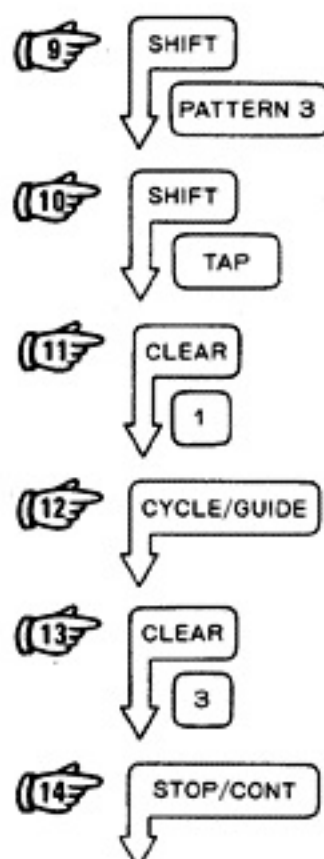 9 SHIFT
PATTERN 3
10 SHIFT
TAP
11 CLEAR
1
12 CYCLE/GUIDE
13 CLEAR
3
14 STOP/CONT